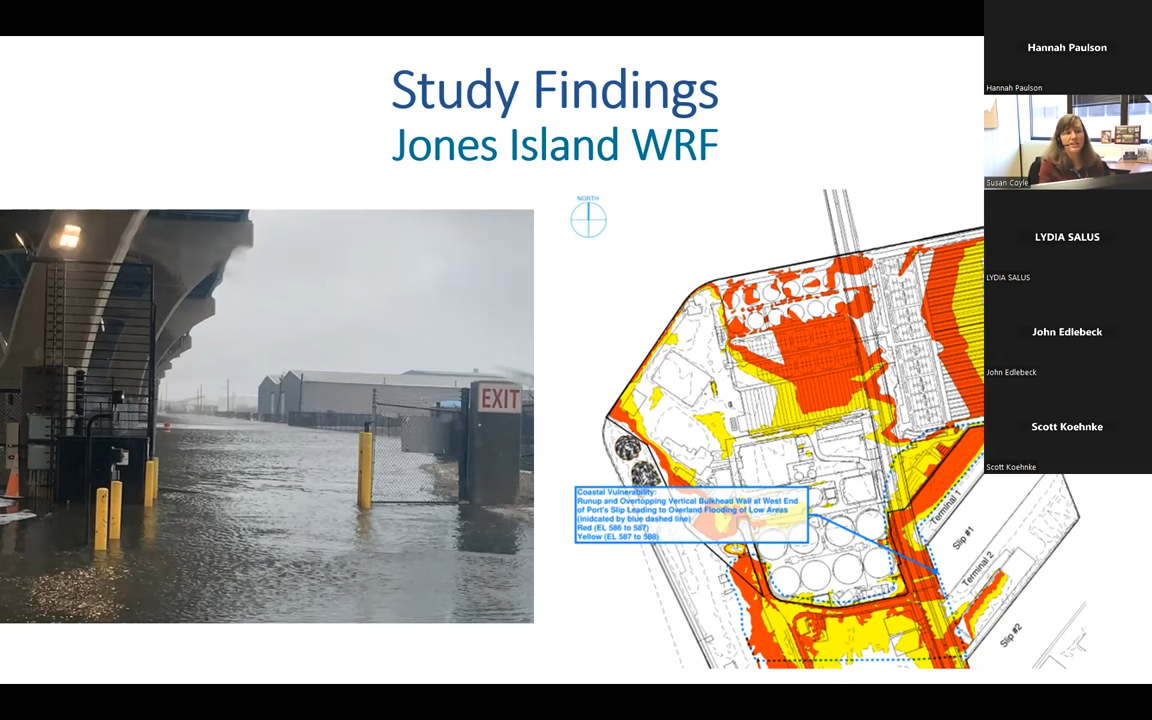 Study Findings
Jones Island WRF
NORTH
EXIT
Coastal Vulnerability:
Runup and Overtopping Vertical Bulkhead Wall at West End
of Port's Slip Leading to Overland Flooding of Low Areas
(inidcated by blue dashed line)
Red (EL 586 to 587)
Yellow (EL 587 to 588)
Terminal 1
Slip #1
Terminal 2
Slip #2
Hannah Paulson
Hannah Paulson
Susan Coyle
LYDIA SALUS
LYDIA SALUS
John Edlebeck
John Edlebeck
Scott Koehnke
Scott Koehnke